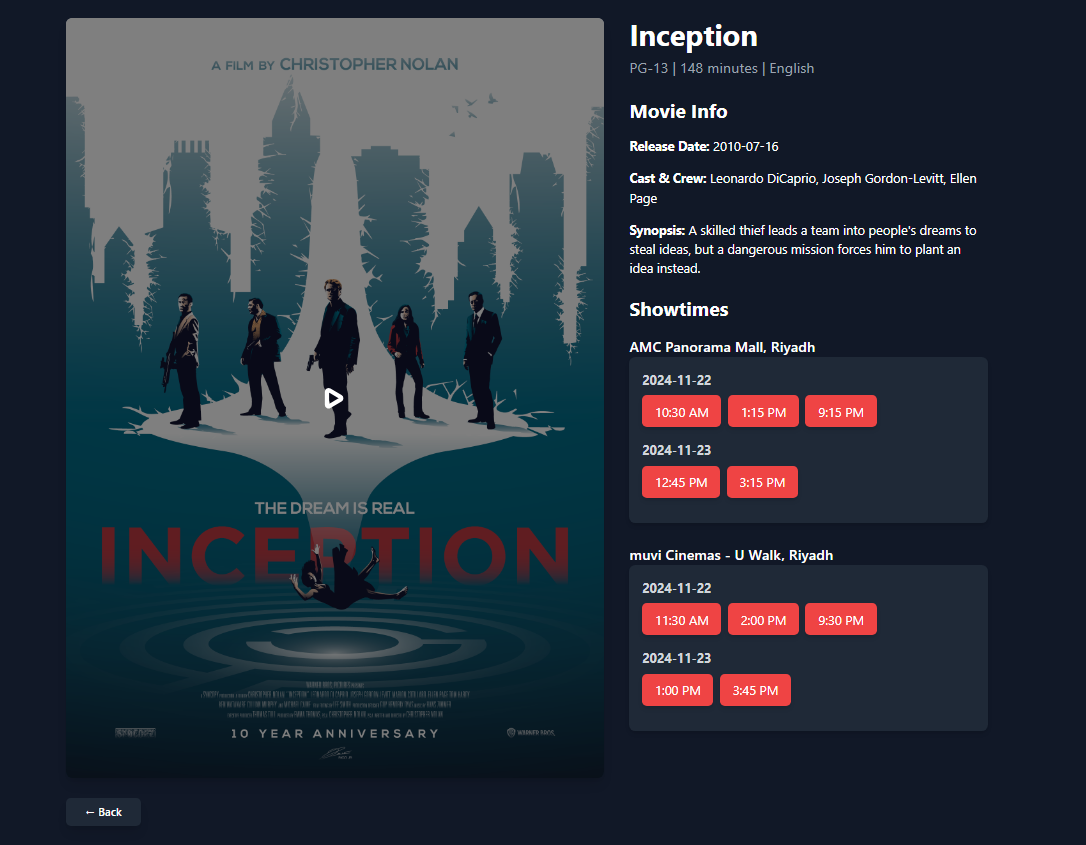 A FILM BY CHRISTOPHER NOLAN
THE DREAM IS REAL
INCEPTION
10 YEAR ANNIVERSARY
WARNER BROS.
← Back
Inception
PG-13 | 148 minutes | English
Movie Info
Release Date: 2010-07-16
Cast & Crew: Leonardo DiCaprio, Joseph Gordon-Levitt, Ellen
Page
Synopsis: A skilled thief leads a team into people's dreams to
steal ideas, but a dangerous mission forces him to plant an
idea instead.
Showtimes
AMC Panorama Mall, Riyadh
2024-11-22
10:30 AM 1:15 PM 9:15 PM
2024-11-23
12:45 PM 3:15 PM
muvi Cinemas - U Walk, Riyadh
2024-11-22
11:30 AM 2:00 PM 9:30 PM
2024-11-23
1:00 PM 3:45 PM